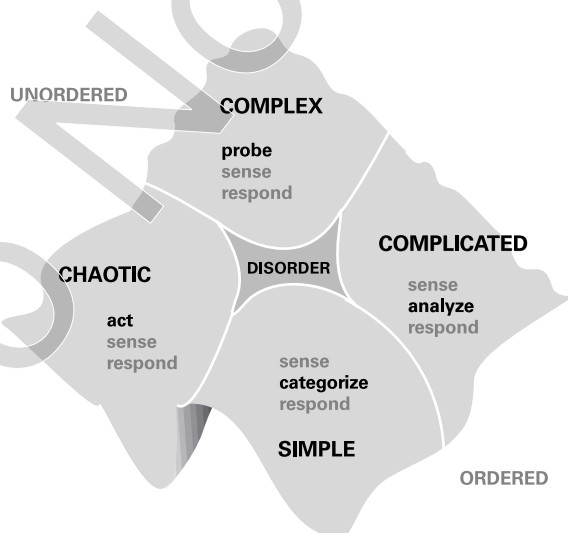 UNORDERED
COMPLEX
probe
sense
respond
COMPLICATED
sense
analyze
respond
CHAOTIC
act
sense
respond
DISORDER
sense
categorize
respond
SIMPLE
ORDERED